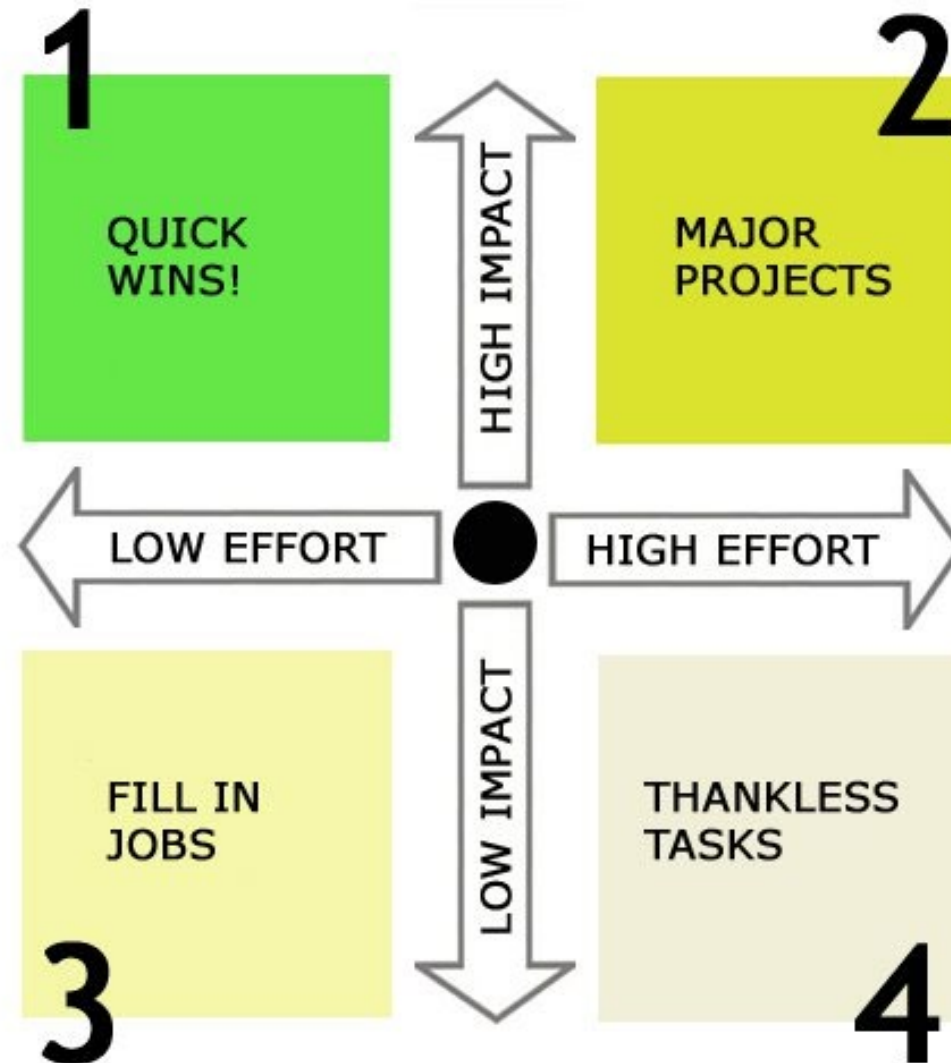 1
2
QUICK
WINS!
HIGH IMPACT
MAJOR
PROJECTS
LOW EFFORT
HIGH EFFORT
FILL IN
JOBS
LOW IMPACT
THANKLESS
TASKS
3
4